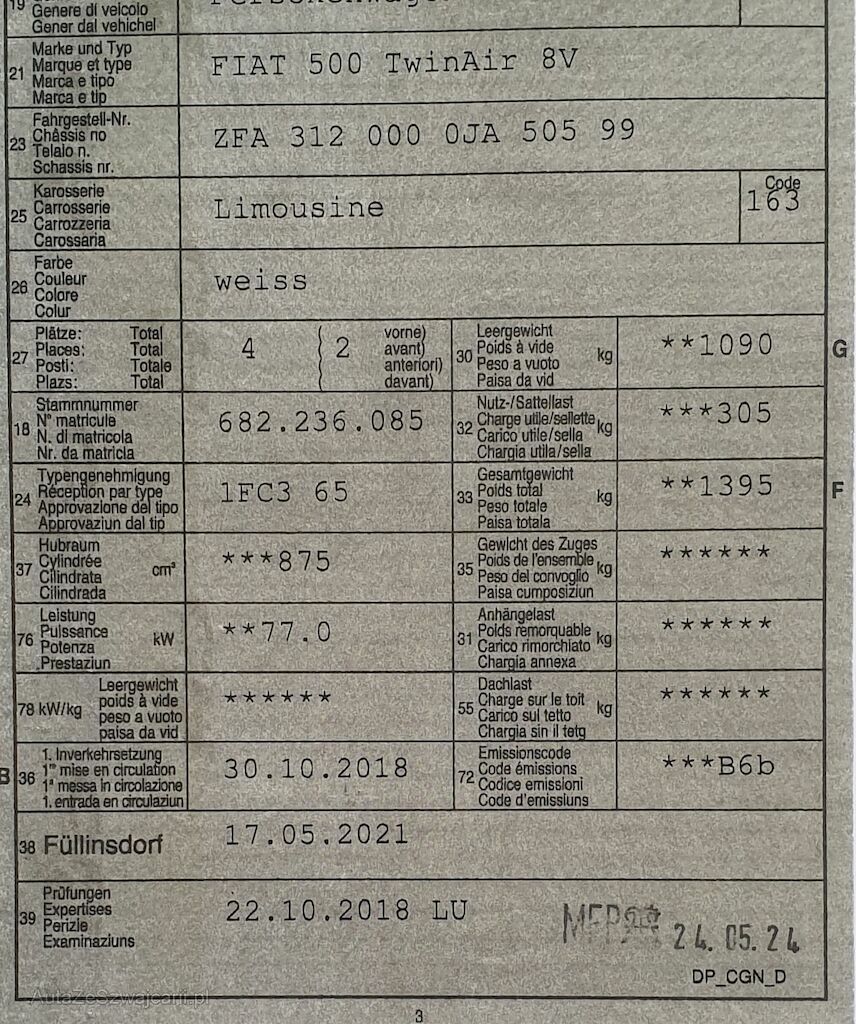 19 Genere di veicolo
Gener dal vehichel
Marke und Typ
21 Marque et type FIAT 500 TwinAir 8V
Marca e tipo
Marca e tip
Fahrgestell-Nr.
23 Châssis no ZFA 312 000 0JA 505 99
Telaio n.
Schassis nr.
Karosserie Code
25 Carrosserie Limousine 163
Carrozzeria
Carossaria
Farbe
26 Couleur weiss
Colore
Colur
Plätze: Total vorne) Leergewicht
27 Places: Total 4 ( 2 avant) 30 Poids à vide kg **1090 G
Posti: Totale anteriori) Peso a vuoto
Plazs: Total davant) Paisa da vid
Stammnummer Nutz-/Sattellast
18 N° matricule 682.236.085 32 Charge utile/sellette kg ***305
N. di matricola Carico utile/sella
Nr. da matricla Chargia utila/sella
Typengenehmigung Gesamtgewicht
24 Réception par type 1FC3 65 33 Poids total kg **1395 F
Approvazione del tipo Peso totale
Approvaziun dal tip Paisa totala
Hubraum Gewicht des Zuges
37 Cylindrée cm³ ***875 35 Poids de l'ensemble kg ******
Cilindrata Peso del convoglio
Cilindrada Paisa cumposiziun
Leistung Anhängelast
76 Puissance kW **77.0 31 Poids remorquable kg ******
Potenza Carico rimorchiato
Prestaziun Chargia annexa
Leergewicht Dachlast
78 kW/kg poids à vide ****** 55 Charge sur le toit kg ******
peso a vuoto Carico sul tetto
paisa da vid Chargia sin il tetg
1. Inverkehrsetzung Emissionscode
B 36 1re mise en circulation 30.10.2018 72 Code émissions ***B6b
1a messa in circolazione Codice emissioni
1. entrada en circulaziun Code d'emissiuns
38 Füllinsdorf 17.05.2021
Prüfungen
39 Expertises 22.10.2018 LU
Perizie 24.05.24
Examinaziuns
DP_CGN_D
AutaZeSzwajcarii.pl
3